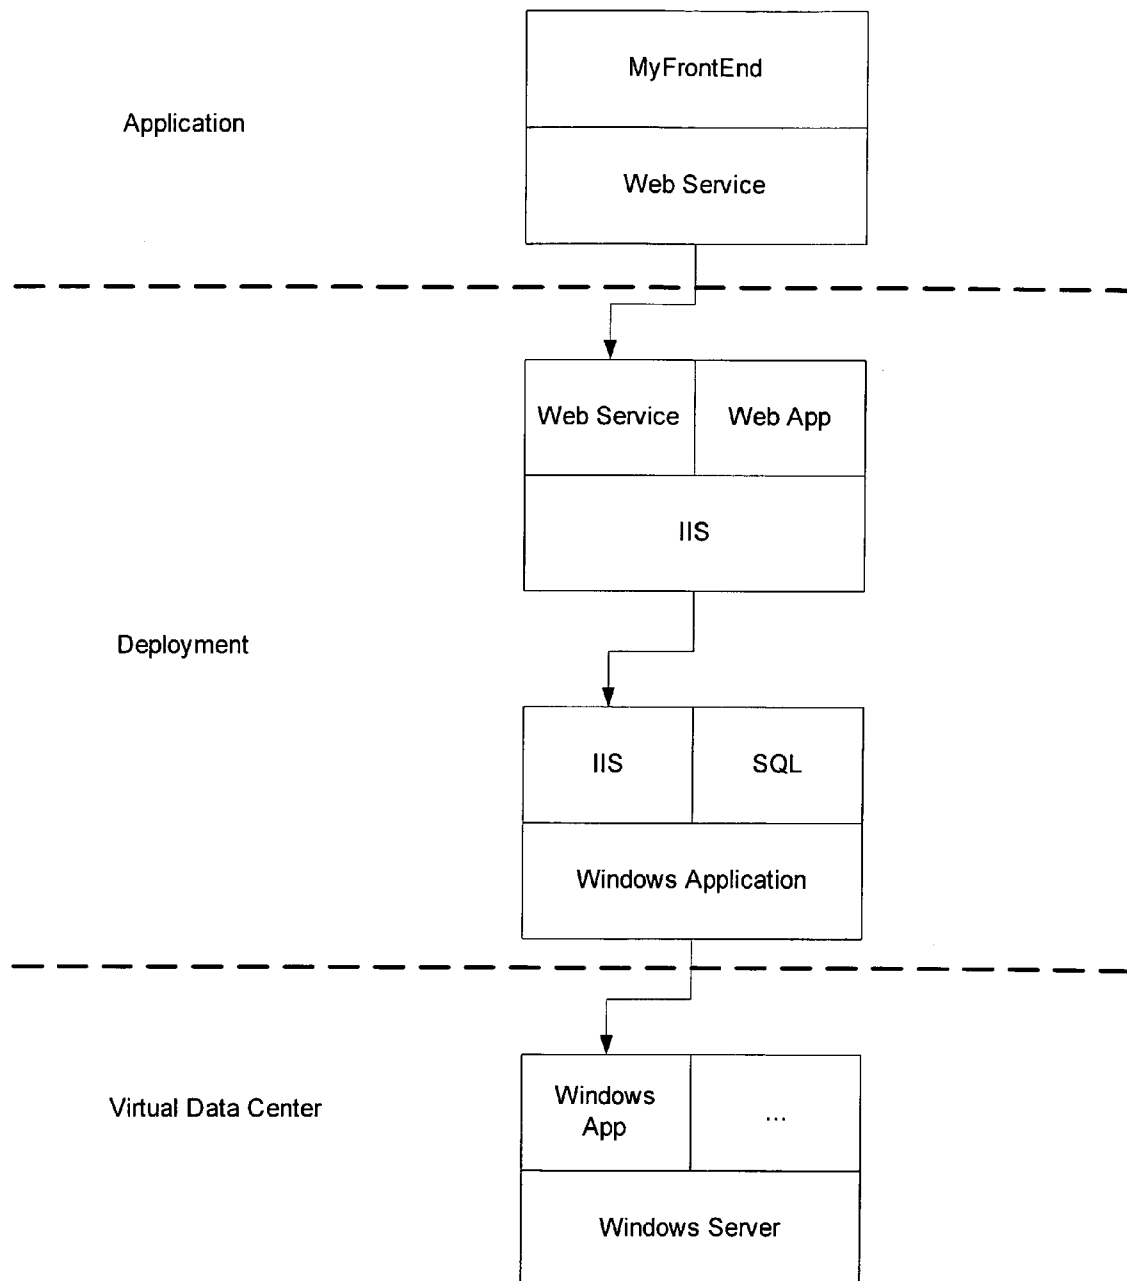 MyFrontEnd
Application
Web Service
Web Service
Web App
IIS
Deployment
IIS
SQL
Windows Application
Virtual Data Center
Windows
App
...
Windows Server